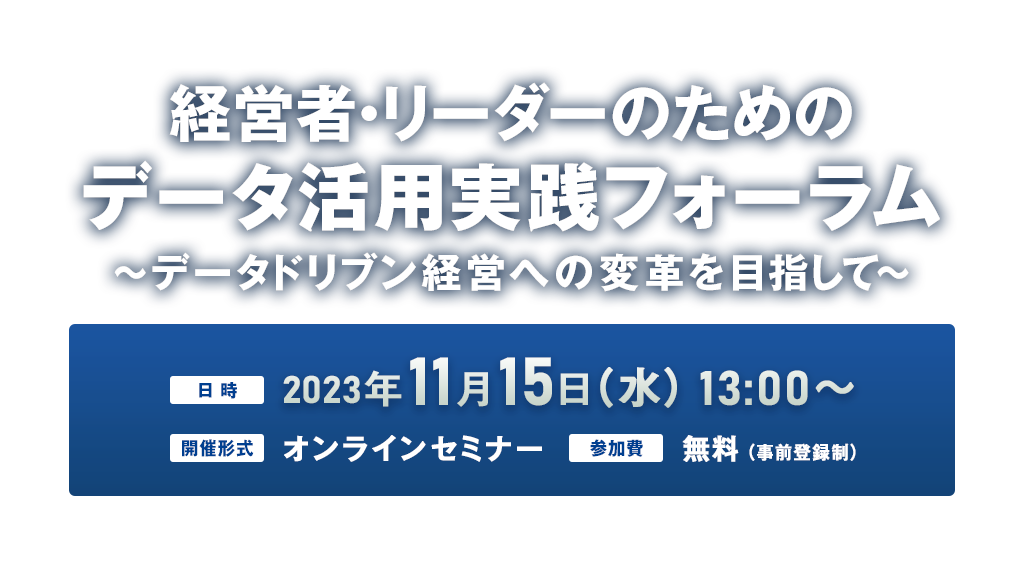 経営者・リーダーのための
データ活用実践フォーラム
～データドリブン経営への変革を目指して～
日時 2023年11月15日（水）13:00～
開催形式 オンラインセミナー 参加費 無料（事前登録制）